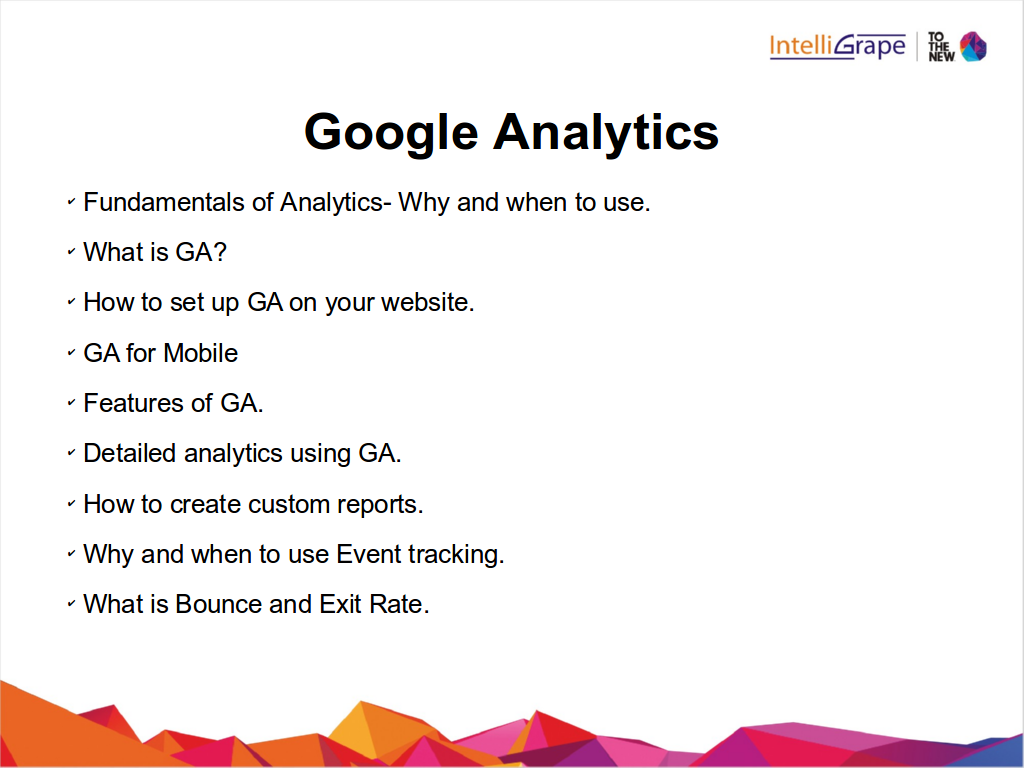 IntelliGrape
TO
THE
NEW
Google Analytics
✔ Fundamentals of Analytics- Why and when to use.
✔ What is GA?
✔ How to set up GA on your website.
✔ GA for Mobile
✔ Features of GA.
✔ Detailed analytics using GA.
✔ How to create custom reports.
✔ Why and when to use Event tracking.
✔ What is Bounce and Exit Rate.